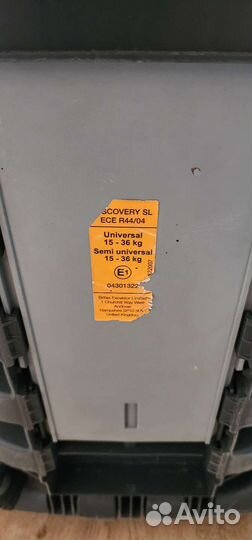 SCOVERY SL
ECE R44/04
Universal
15 - 36 kg
Semi universal
15 - 36 kg
E1
04301322
Britax Excelsior Limited
1 Churchill Way West
Andover
Hampshire SP10 3UW
United Kingdom
Avito